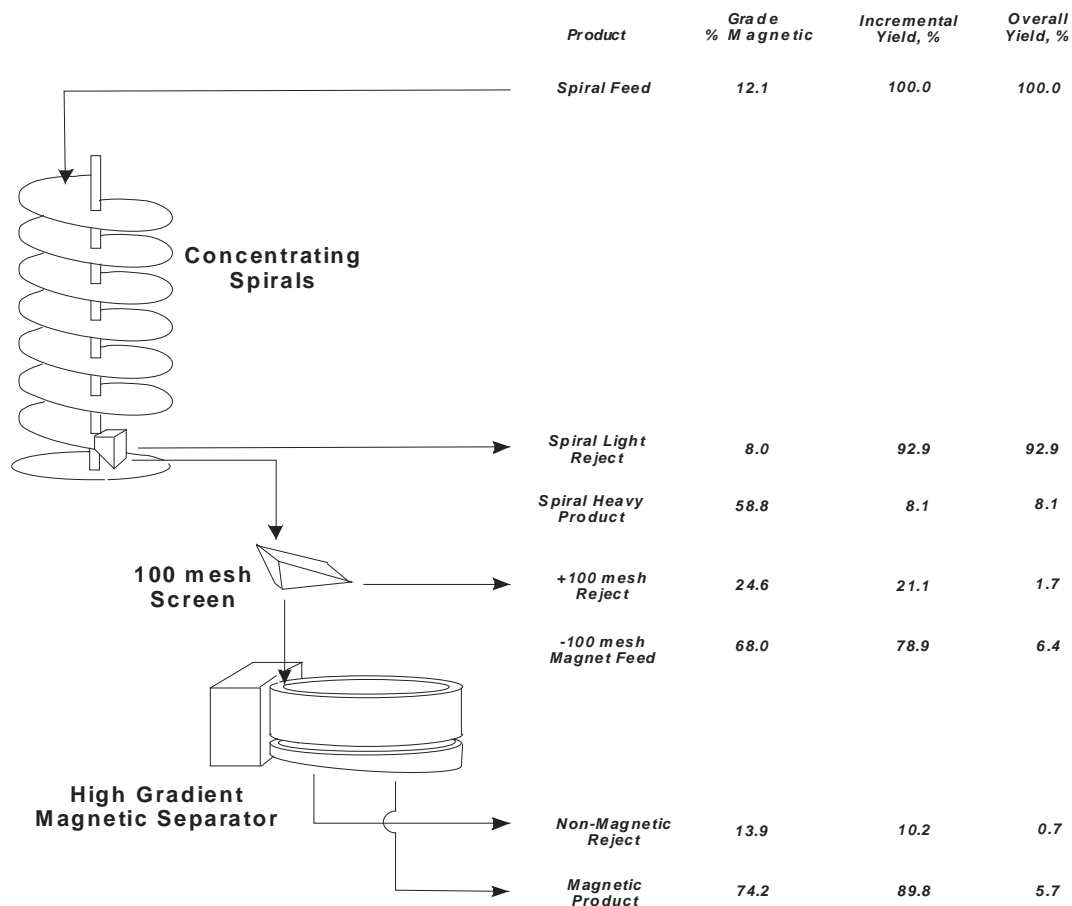 Product
Grade
% Magnetic
Incremental
Yield, %
Overall
Yield, %
Spiral Feed 12.1 100.0 100.0
Concentrating
Spirals
Spiral Light
Reject
8.0 92.9 92.9
Spiral Heavy
Product
58.8 8.1 8.1
100 mesh
Screen
+100 mesh
Reject
24.6 21.1 1.7
-100 mesh
Magnet Feed
68.0 78.9 6.4
High Gradient
Magnetic Separator
Non-Magnetic
Reject
13.9 10.2 0.7
Magnetic
Product
74.2 89.8 5.7